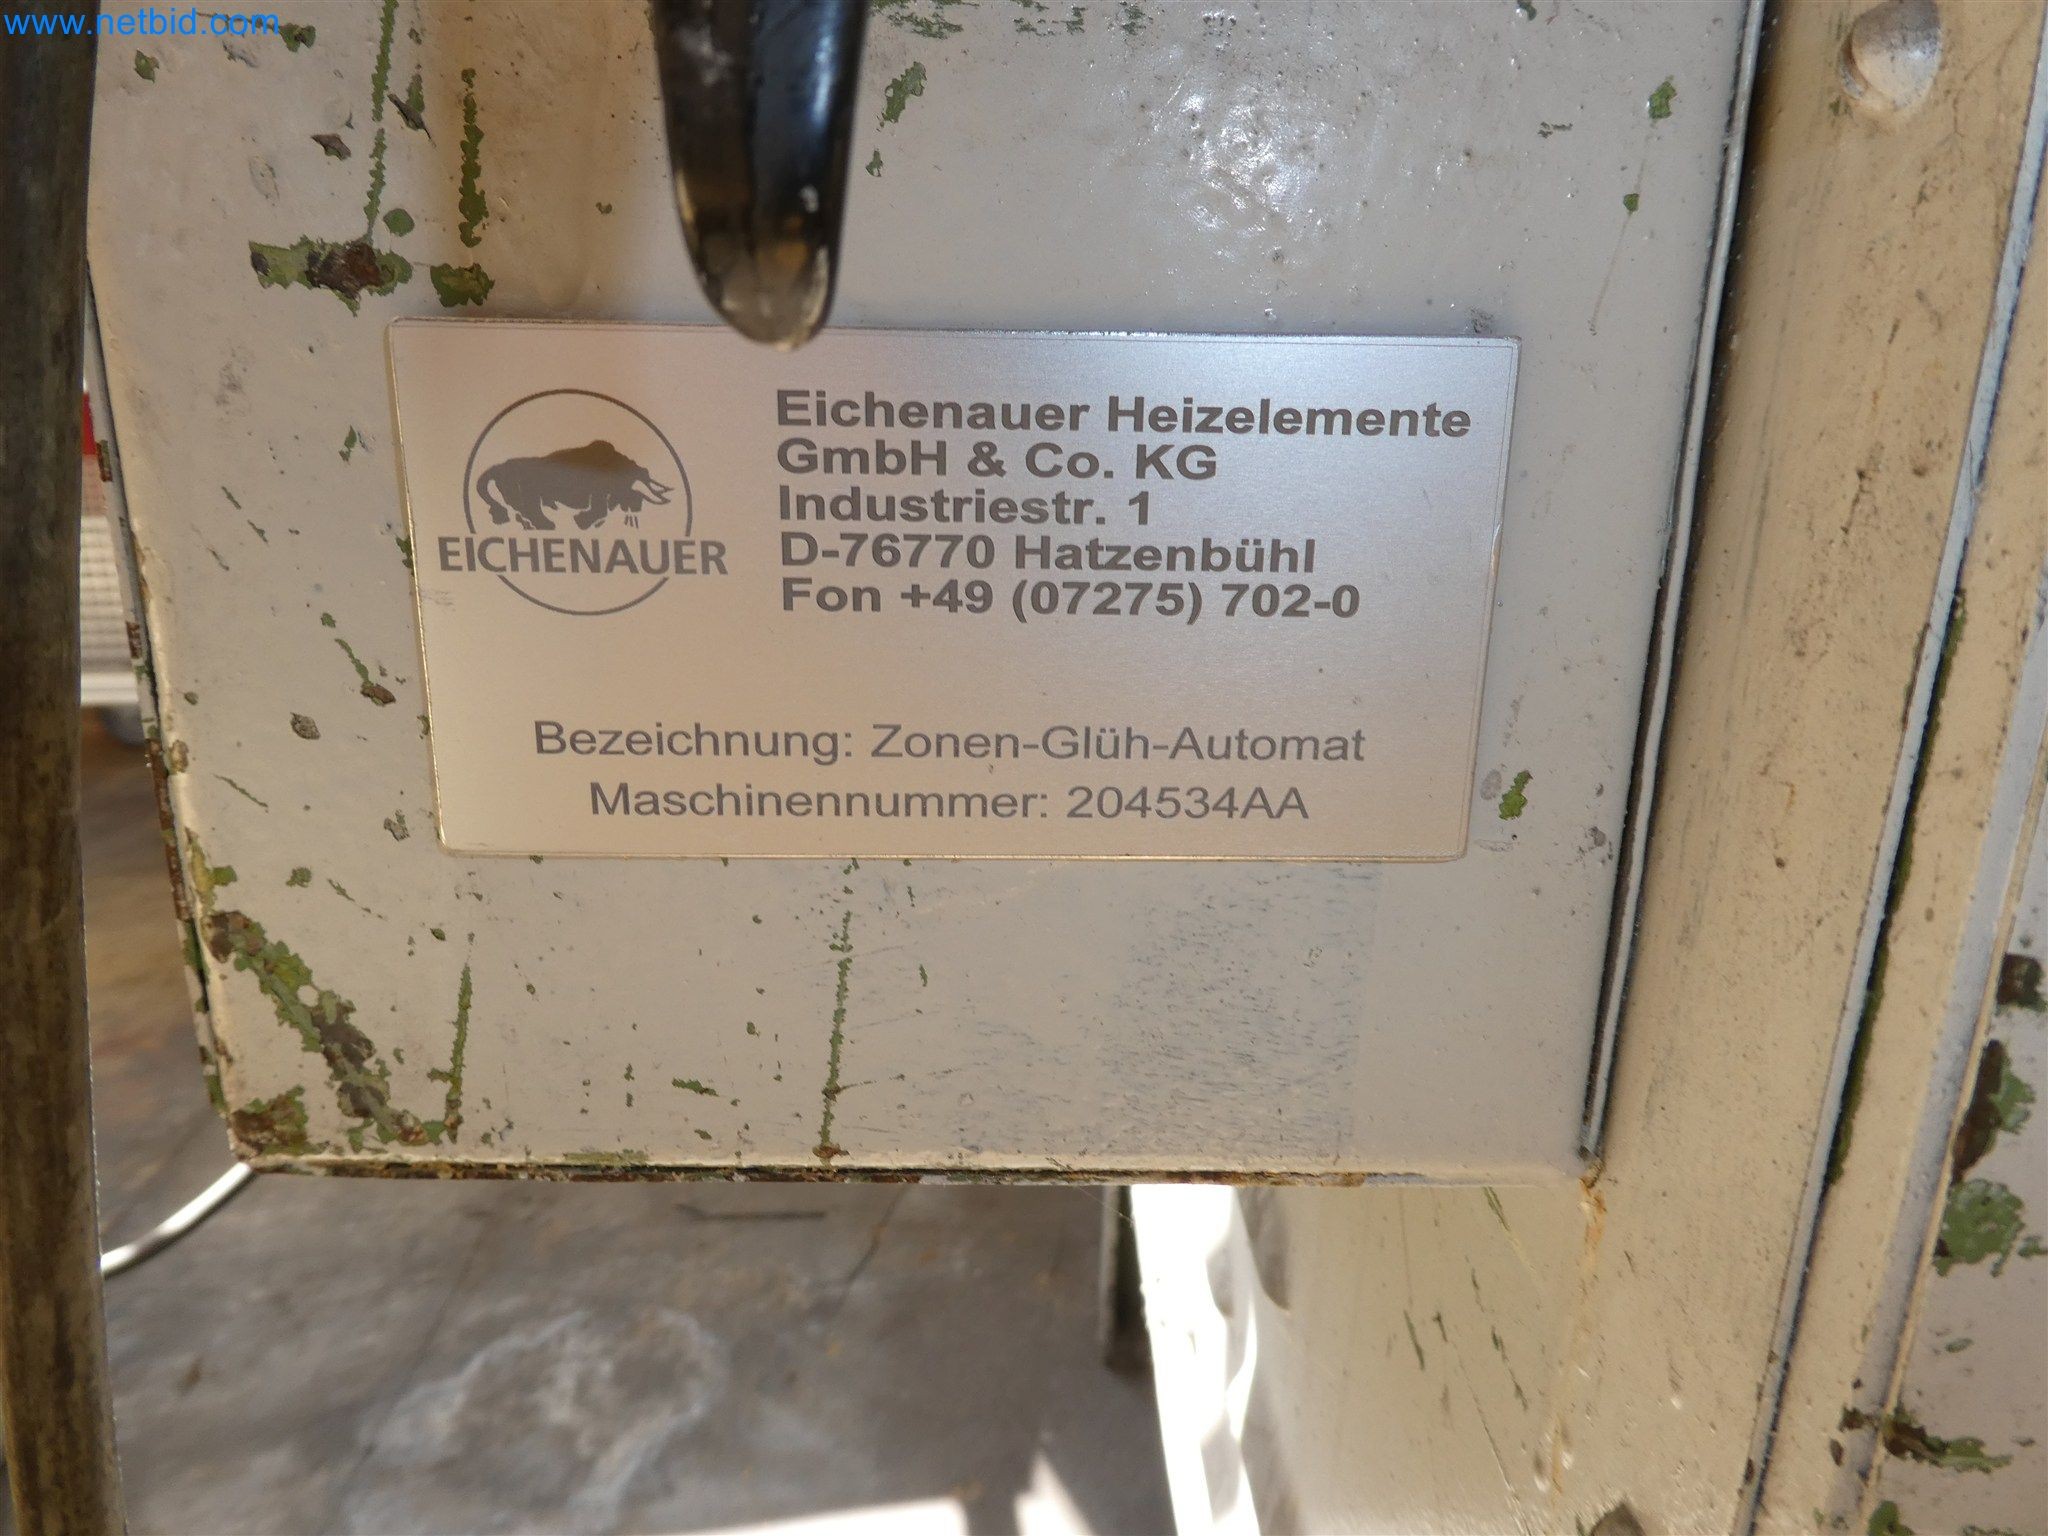 www.netbid.com
EICHENAUER
Eichenauer Heizelemente
GmbH & Co. KG
Industriestr. 1
D-76770 Hatzenbühl
Fon +49 (07275) 702-0
Bezeichnung: Zonen-Glüh-Automat
Maschinennummer: 204534AA